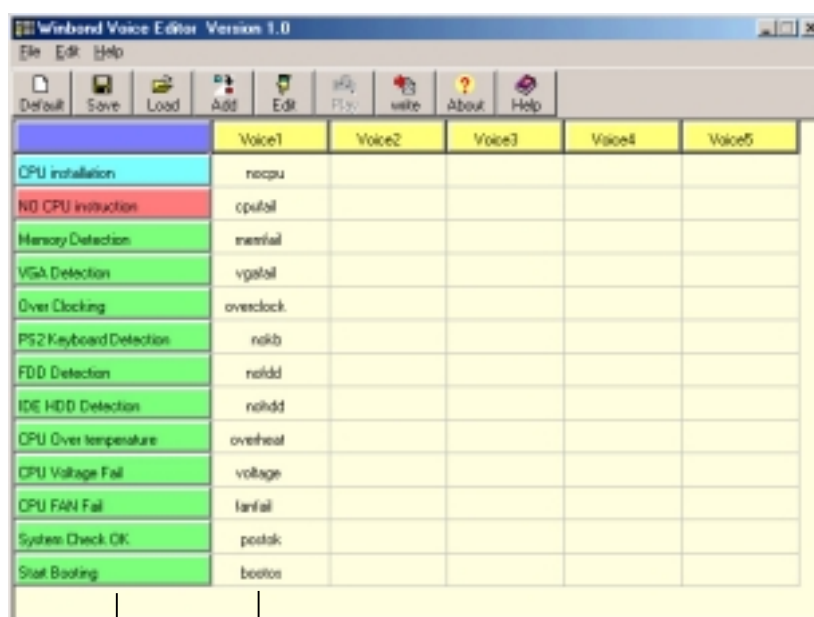 Winbond Voice Editor Version 1.0
File Edit Help
Default Save Load Add Edit Play write About Help
Voice1 Voice2 Voice3 Voice4 Voice5
CPU installation nocpu
NO CPU instruction cpufail
Memory Detection memfail
VGA Detection vgafail
Over Clocking overclock
PS2 Keyboard Detection nokb
FDD Detection nofdd
IDE HDD Detection nohdd
CPU Over temperature overheat
CPU Voltage Fail voltage
CPU FAN Fail fanfail
System Check OK postok
Start Booting bootos